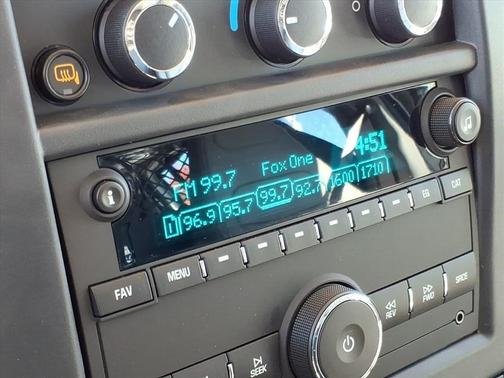 4:51
FM 99.7 Fox One
1 96.9 95.7 99.7 92.7 1600 1710
i
FAV MENU EQ CAT
SEEK REV FWD SRCE